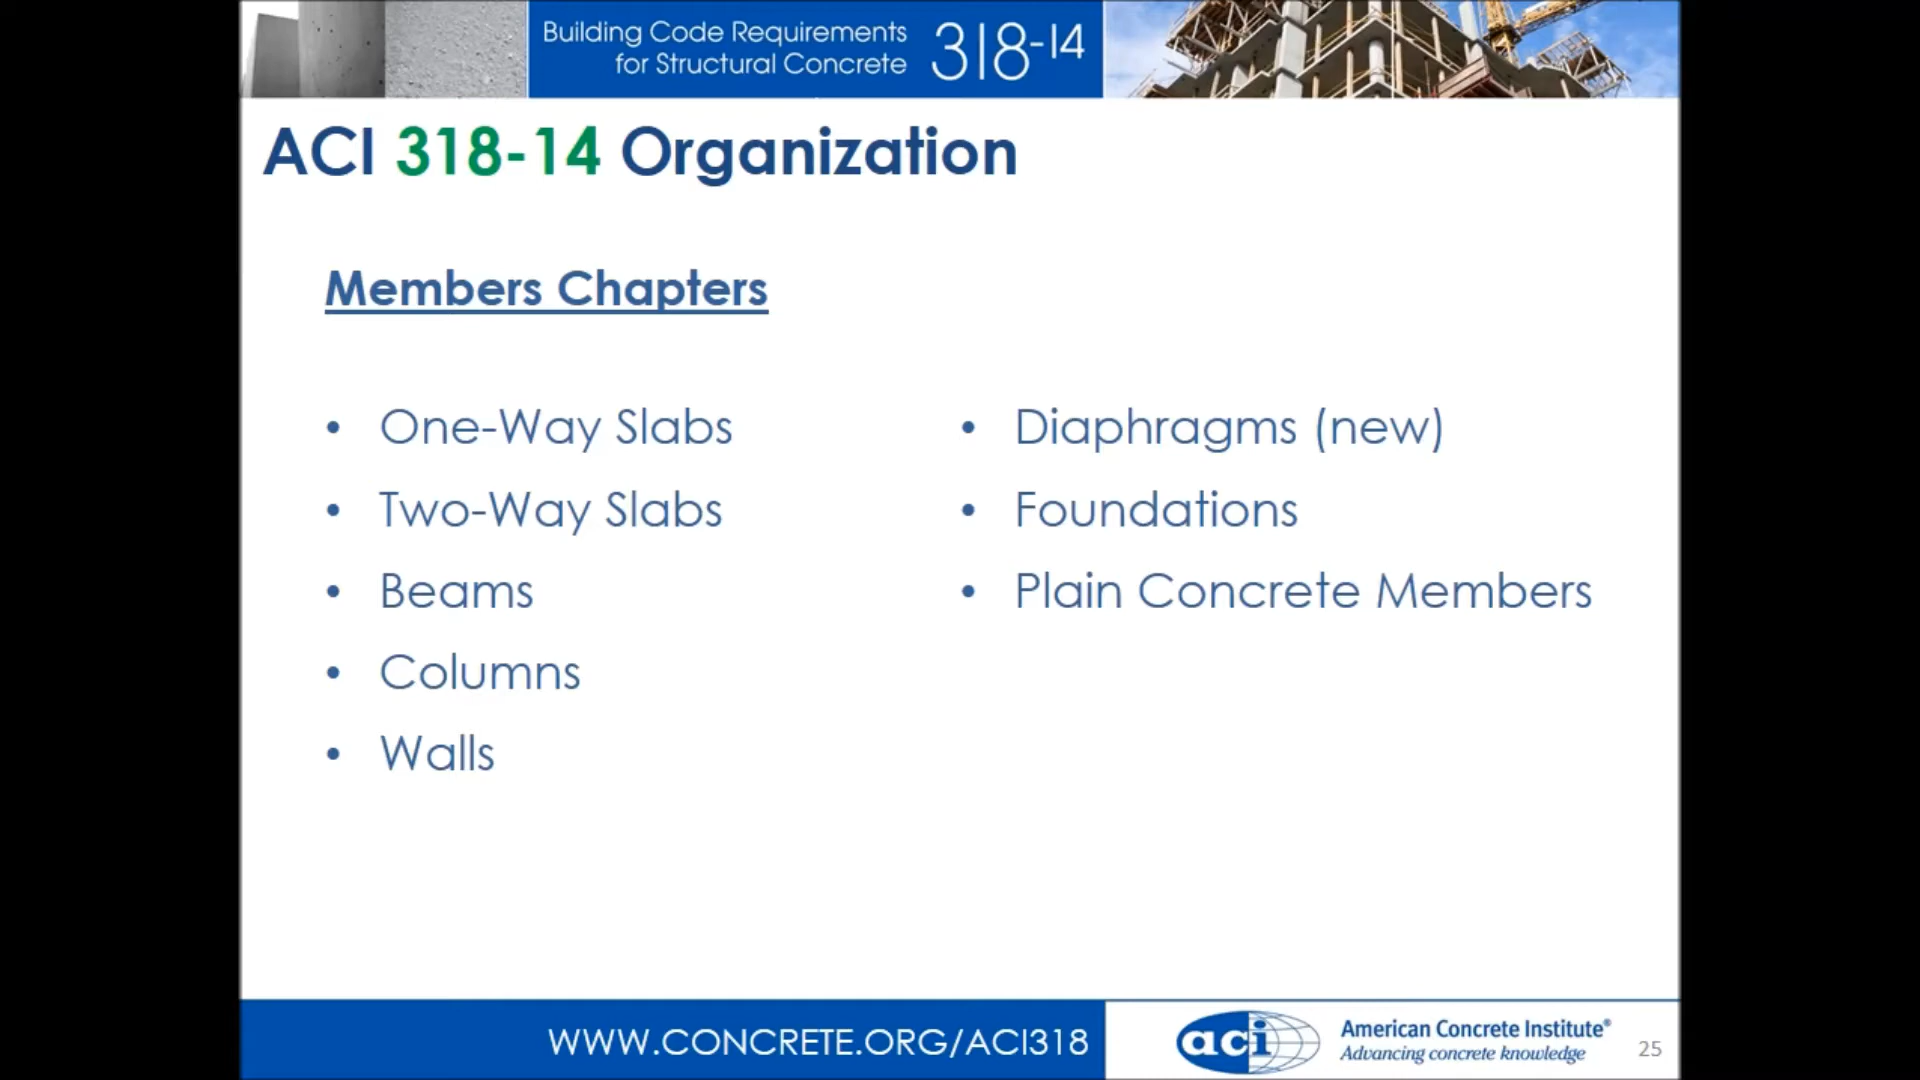 Building Code Requirements
for Structural Concrete
318-14
ACI 318-14 Organization
Members Chapters
• One-Way Slabs
• Two-Way Slabs
• Beams
• Columns
• Walls
• Diaphragms (new)
• Foundations
• Plain Concrete Members
WWW.CONCRETE.ORG/ACI318
aci
American Concrete Institute®
Advancing concrete knowledge
25